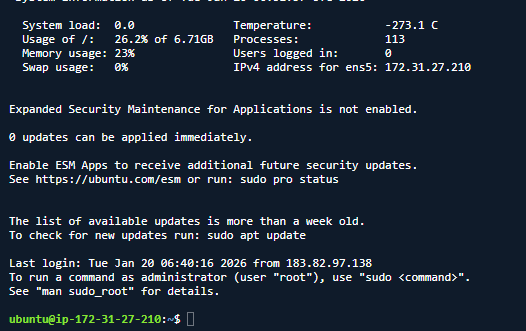 System load: 0.0 Temperature: -273.1 C
Usage of /: 26.2% of 6.71GB Processes: 113
Memory usage: 23% Users logged in: 0
Swap usage: 0% IPv4 address for ens5: 172.31.27.210
Expanded Security Maintenance for Applications is not enabled.
0 updates can be applied immediately.
Enable ESM Apps to receive additional future security updates.
See https://ubuntu.com/esm or run: sudo pro status
The list of available updates is more than a week old.
To check for new updates run: sudo apt update
Last login: Tue Jan 20 06:40:16 2026 from 183.82.97.138
To run a command as administrator (user "root"), use "sudo <command>".
See "man sudo_root" for details.
ubuntu@ip-172-31-27-210:~$